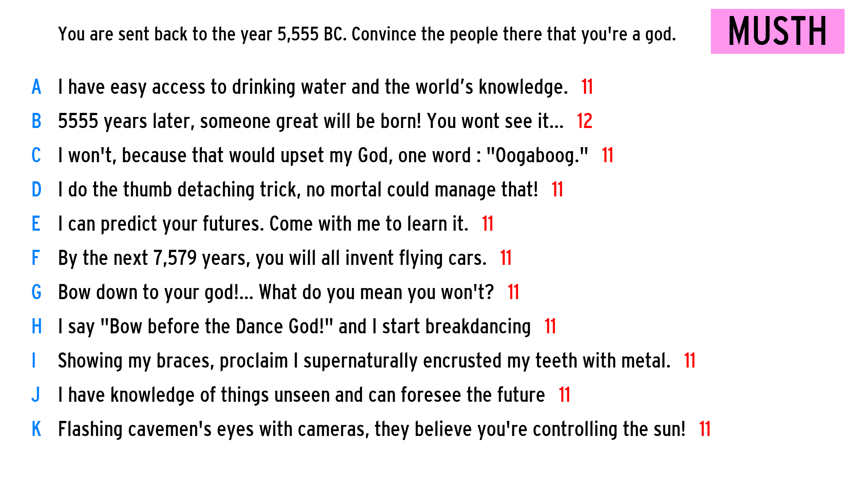 You are sent back to the year 5,555 BC. Convince the people there that you're a god.
MUSTH
A I have easy access to drinking water and the world’s knowledge. 11
B 5555 years later, someone great will be born! You wont see it... 12
C I won't, because that would upset my God, one word : "Oogaboog." 11
D I do the thumb detaching trick, no mortal could manage that! 11
E I can predict your futures. Come with me to learn it. 11
F By the next 7,579 years, you will all invent flying cars. 11
G Bow down to your god!... What do you mean you won't? 11
H I say "Bow before the Dance God!" and I start breakdancing 11
I Showing my braces, proclaim I supernaturally encrusted my teeth with metal. 11
J I have knowledge of things unseen and can foresee the future 11
K Flashing cavemen's eyes with cameras, they believe you're controlling the sun! 11